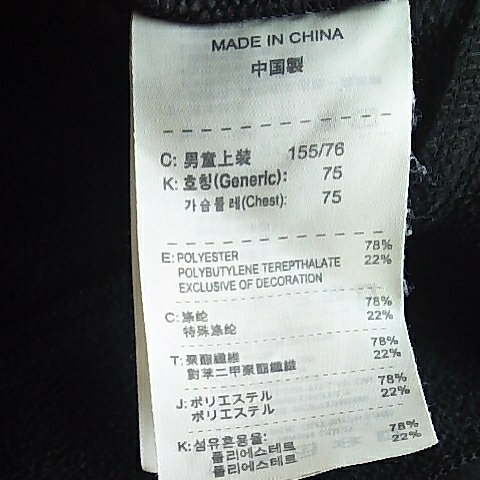 MADE IN CHINA
中国製
C: 男童上装 155/76
K: 호칭(Generic): 75
가슴둘레(Chest): 75
E: POLYESTER 78%
POLYBUTYLENE TEREPTHALATE 22%
EXCLUSIVE OF DECORATION
C: 涤纶 78%
特殊涤纶 22%
T: 聚酯纖維 78%
對苯二甲聚酯纖維 22%
J: ポリエステル 78%
ポリエステル 22%
K: 섬유혼용율: 78%
폴리에스테르 22%
폴리에스테르